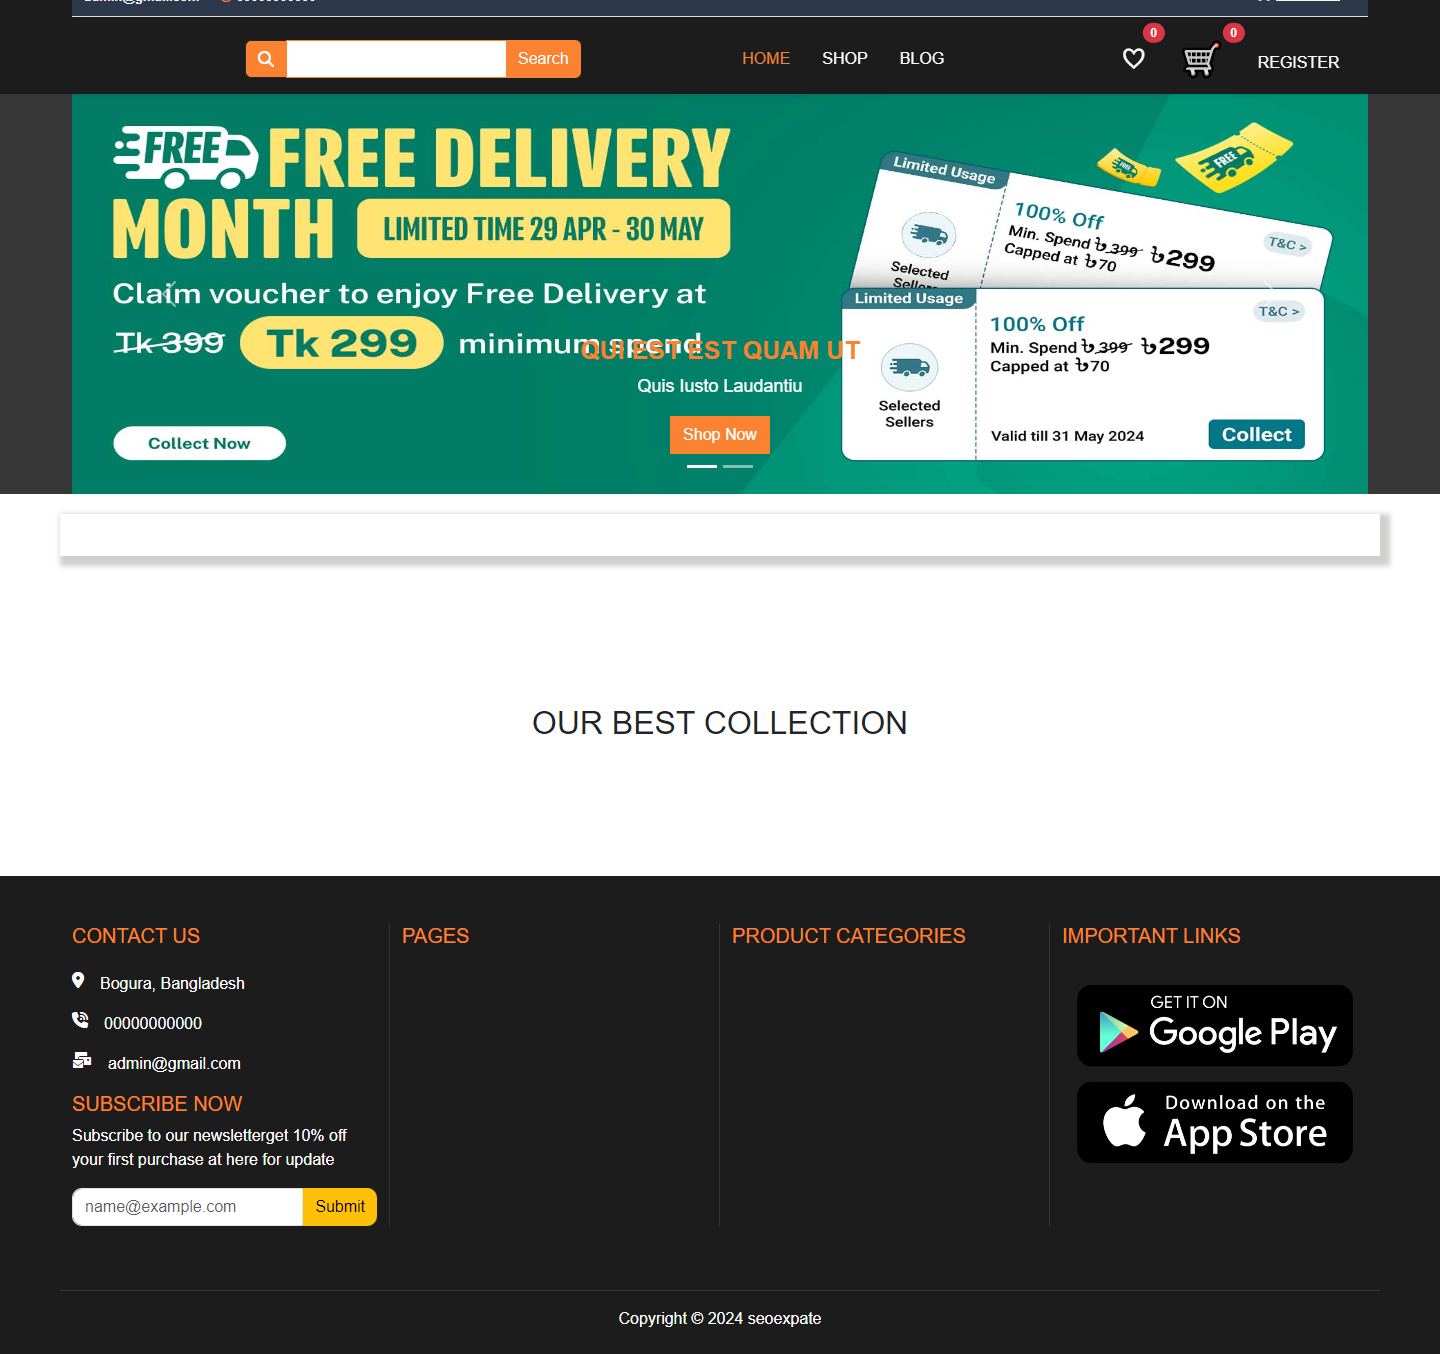 Search
HOME
SHOP
BLOG
0
0
REGISTER
FREE
FREE DELIVERY
MONTH
LIMITED TIME 29 APR - 30 MAY
Claim voucher to enjoy Free Delivery at
Tk 399
Tk 299
minimum spend
Collect Now
QUI EST EST QUAM UT
Quis Iusto Laudantiu
Shop Now
FREE
FREE
Limited Usage
100% Off
T&C >
Min. Spend ৳ 399 ৳299
Capped at ৳70
Selected
Sellers
Limited Usage
T&C >
100% Off
Min. Spend ৳ 399 ৳299
Capped at ৳70
Selected
Sellers
Valid till 31 May 2024
Collect
OUR BEST COLLECTION
CONTACT US
Bogura, Bangladesh
00000000000
admin@gmail.com
SUBSCRIBE NOW
Subscribe to our newsletterget 10% off
your first purchase at here for update
name@example.com
Submit
PAGES
PRODUCT CATEGORIES
IMPORTANT LINKS
GET IT ON
Google Play
Download on the
App Store
Copyright © 2024 seoexpate